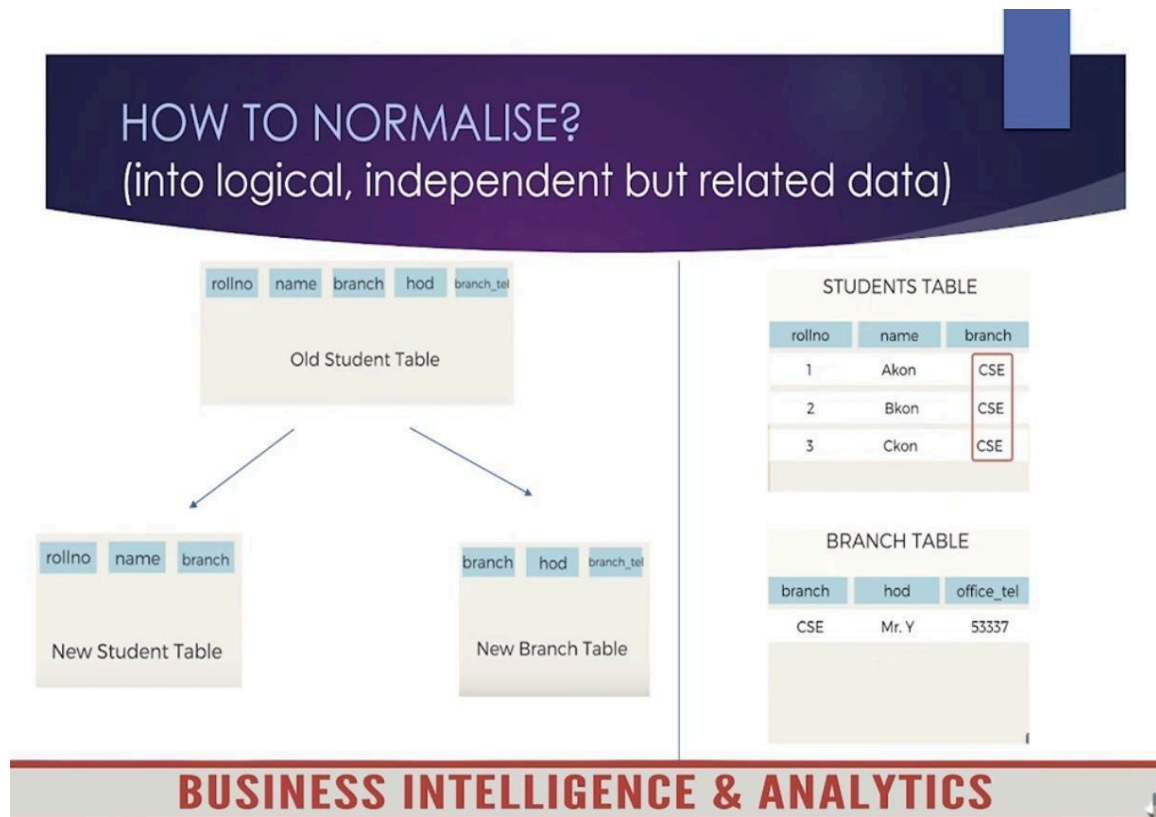 HOW TO NORMALISE?
(into logical, independent but related data)
rollno name branch hod branch_tel
Old Student Table
rollno name branch
New Student Table
branch hod branch_tel
New Branch Table
STUDENTS TABLE
rollno name branch
1 Akon CSE
2 Bkon CSE
3 Ckon CSE
BRANCH TABLE
branch hod office_tel
CSE Mr. Y 53337
BUSINESS INTELLIGENCE & ANALYTICS